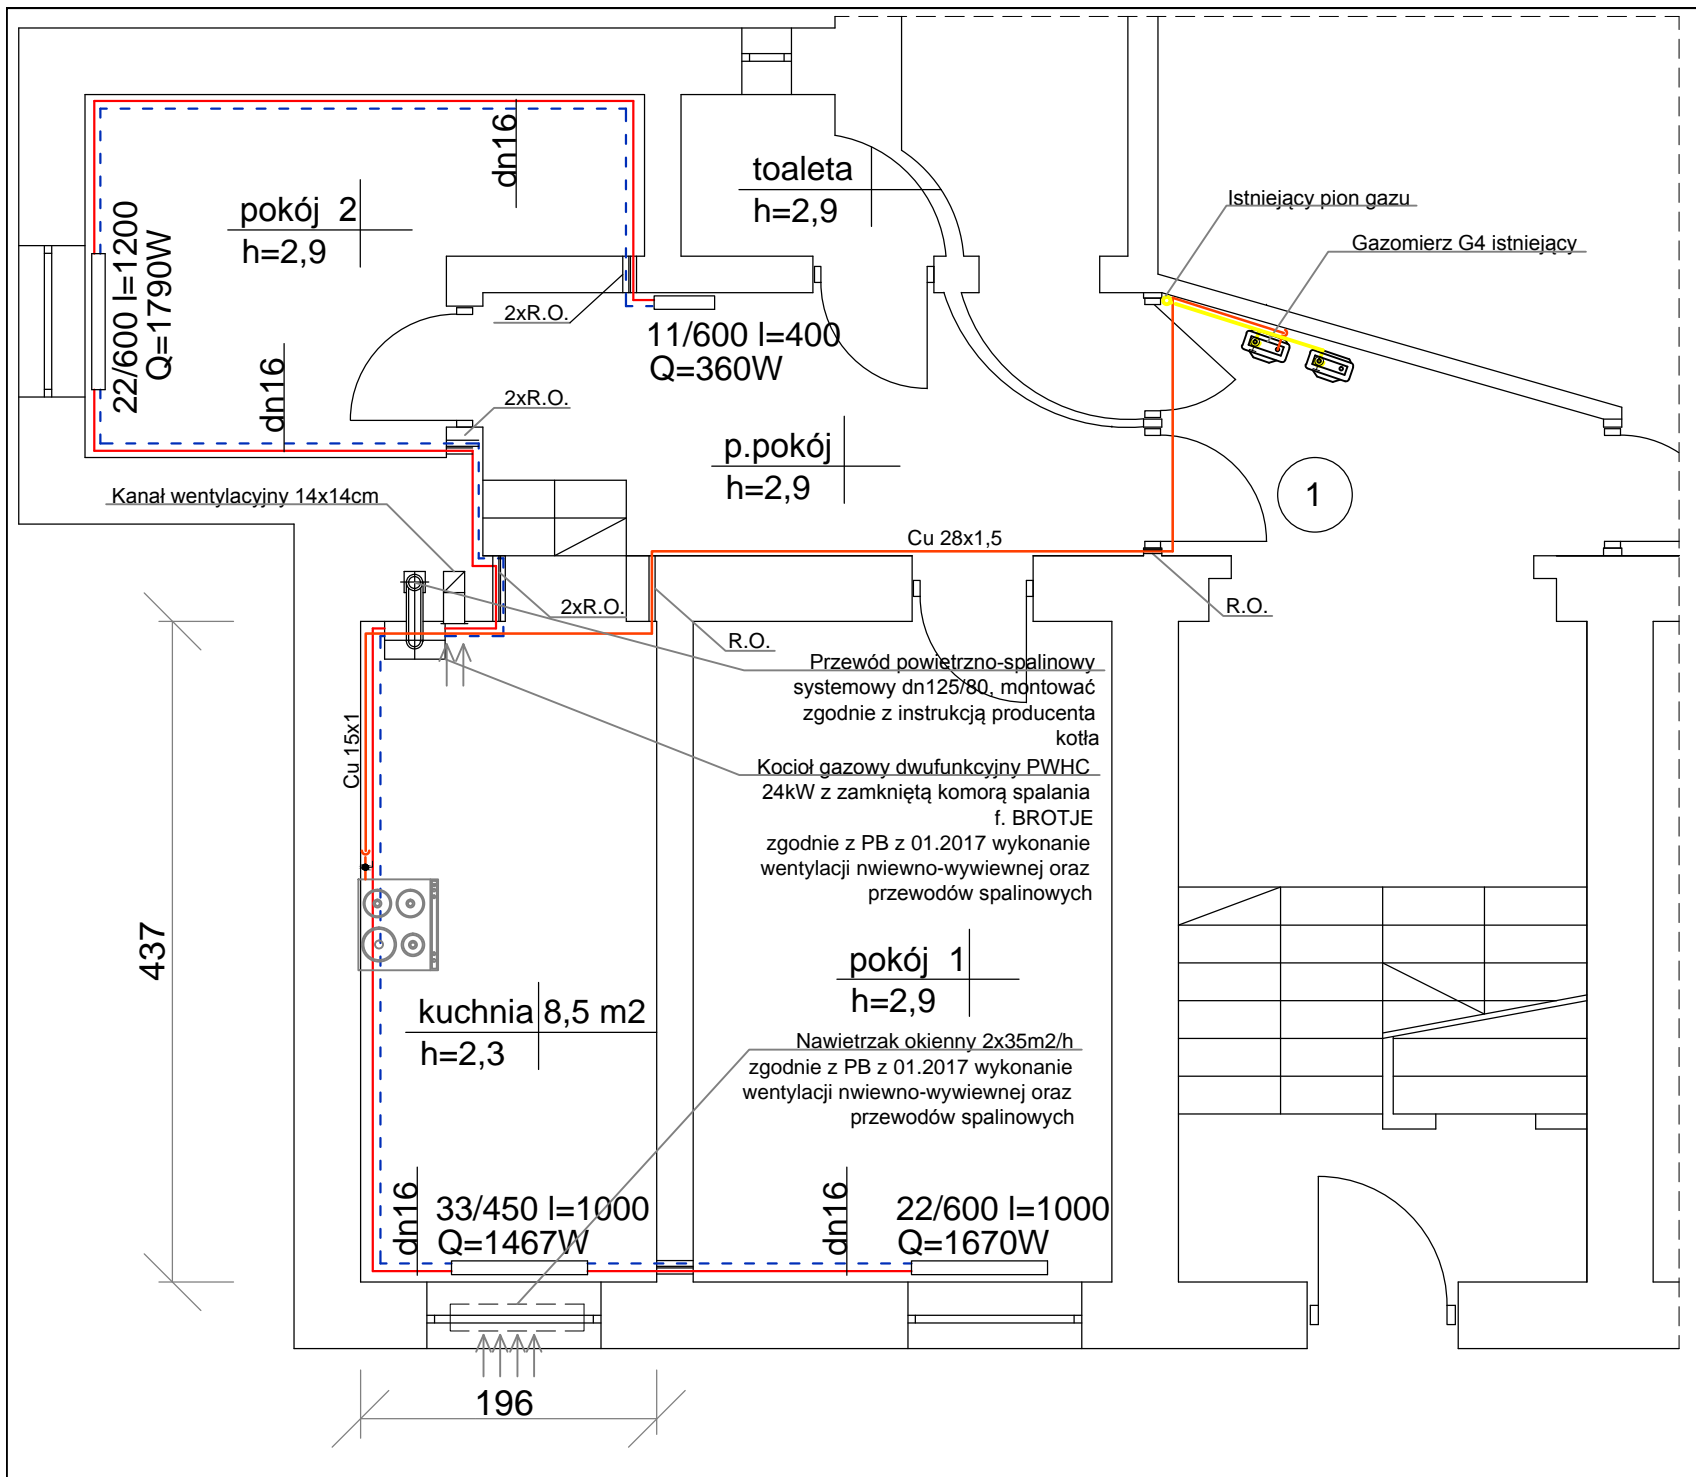 dn16
toaleta
h=2,9
pokój 2
h=2,9
22/600 l=1200
Q=1790W
Istniejący pion gazu
Gazomierz G4 istniejący
2xR.O.
11/600 l=400
Q=360W
dn16
2xR.O.
p.pokój
h=2,9
1
Kanał wentylacyjny 14x14cm
Cu 28x1,5
2xR.O.
R.O.
R.O.
Przewód powietrzno-spalinowy
systemowy dn125/80, montować
zgodnie z instrukcją producenta
kotła
Cu 15x1
Kocioł gazowy dwufunkcyjny PWHC
24kW z zamkniętą komorą spalania
f. BROTJE
zgodnie z PB z 01.2017 wykonanie
wentylacji nwiewno-wywiewnej oraz
przewodów spalinowych
437
pokój 1
h=2,9
kuchnia 8,5 m2
h=2,3
Nawietrzak okienny 2x35m2/h
zgodnie z PB z 01.2017 wykonanie
wentylacji nwiewno-wywiewnej oraz
przewodów spalinowych
dn16
33/450 l=1000
Q=1467W
dn16
22/600 l=1000
Q=1670W
196